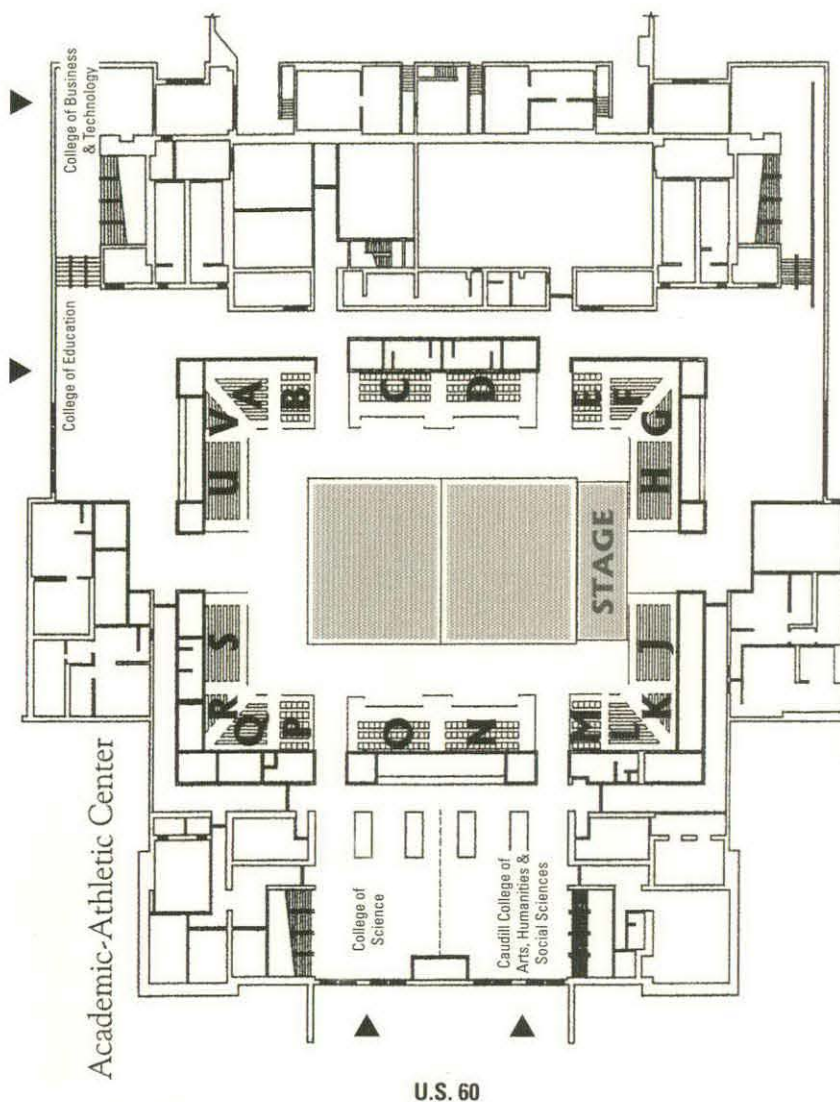 Academic-Athletic Center
College of Business
& Technology
College of Education
V
A
U
B
C
D
E
F
G
H
STAGE
S
R
Q
P
O
N
M
L
K
J
College of
Science
Caudill College of
Arts, Humanities &
Social Sciences
U.S. 60